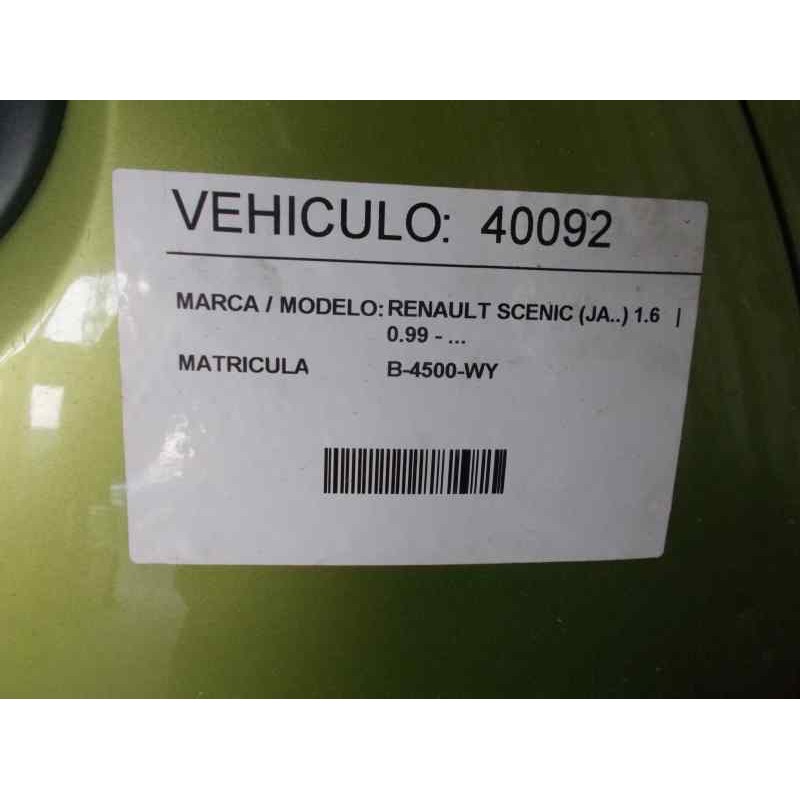 VEHICULO: 40092
MARCA / MODELO: RENAULT SCENIC (JA..) 1.6 |
0.99 - ...
MATRICULA B-4500-WY